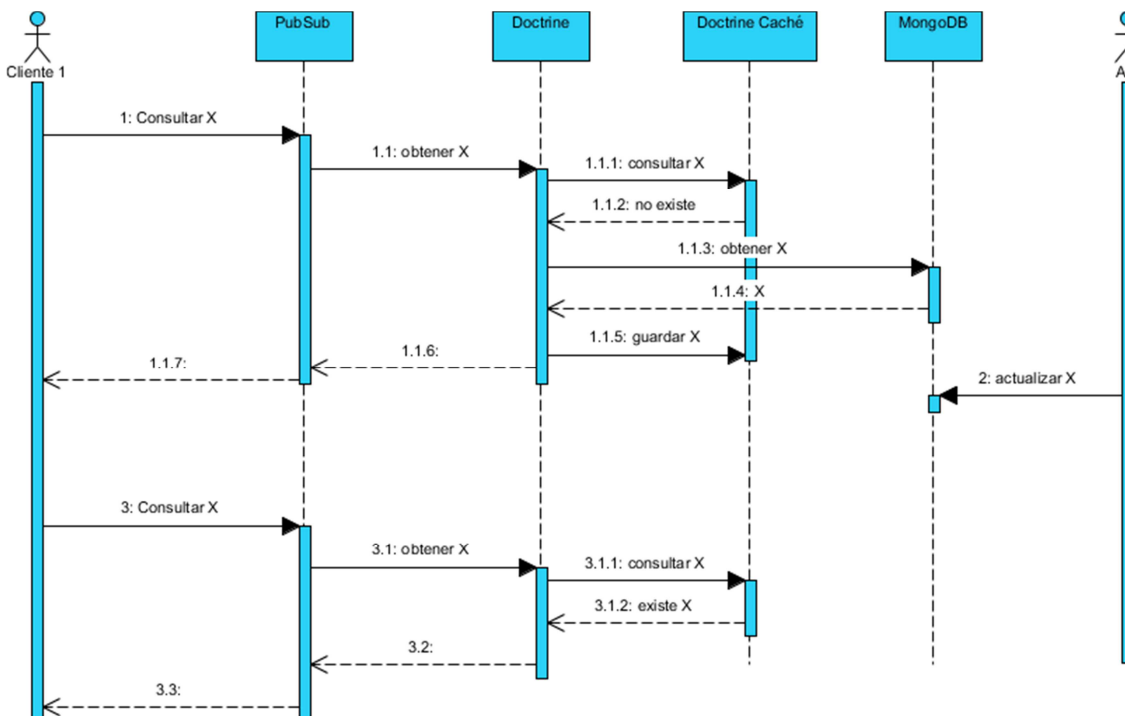 PubSub
Doctrine
Doctrine Caché
MongoDB
Cliente 1
A
1: Consultar X
1.1: obtener X
1.1.1: consultar X
1.1.2: no existe
1.1.3: obtener X
1.1.4: X
1.1.5: guardar X
1.1.6:
1.1.7:
2: actualizar X
3: Consultar X
3.1: obtener X
3.1.1: consultar X
3.1.2: existe X
3.2:
3.3: